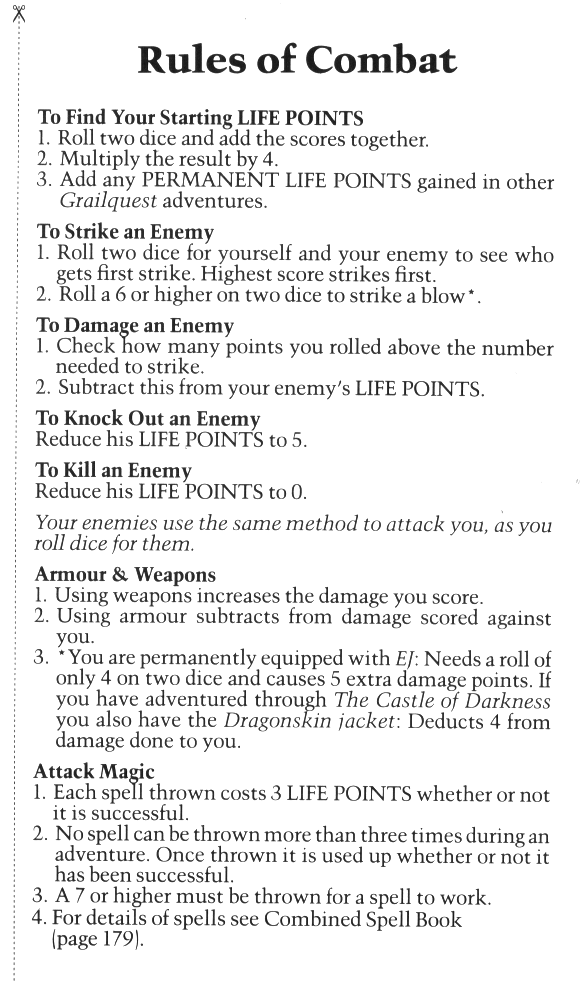 Rules of Combat
To Find Your Starting LIFE POINTS
1. Roll two dice and add the scores together.
2. Multiply the result by 4.
3. Add any PERMANENT LIFE POINTS gained in other
Grailquest adventures.
To Strike an Enemy
1. Roll two dice for yourself and your enemy to see who
gets first strike. Highest score strikes first.
2. Roll a 6 or higher on two dice to strike a blow*.
To Damage an Enemy
1. Check how many points you rolled above the number
needed to strike.
2. Subtract this from your enemy's LIFE POINTS.
To Knock Out an Enemy
Reduce his LIFE POINTS to 5.
To Kill an Enemy
Reduce his LIFE POINTS to 0.
Your enemies use the same method to attack you, as you
roll dice for them.
Armour & Weapons
1. Using weapons increases the damage you score.
2. Using armour subtracts from damage scored against
you.
3. *You are permanently equipped with EJ: Needs a roll of
only 4 on two dice and causes 5 extra damage points. If
you have adventured through The Castle of Darkness
you also have the Dragonskin jacket: Deducts 4 from
damage done to you.
Attack Magic
1. Each spell thrown costs 3 LIFE POINTS whether or not
it is successful.
2. No spell can be thrown more than three times during an
adventure. Once thrown it is used up whether or not it
has been successful.
3. A 7 or higher must be thrown for a spell to work.
4. For details of spells see Combined Spell Book
(page 179).